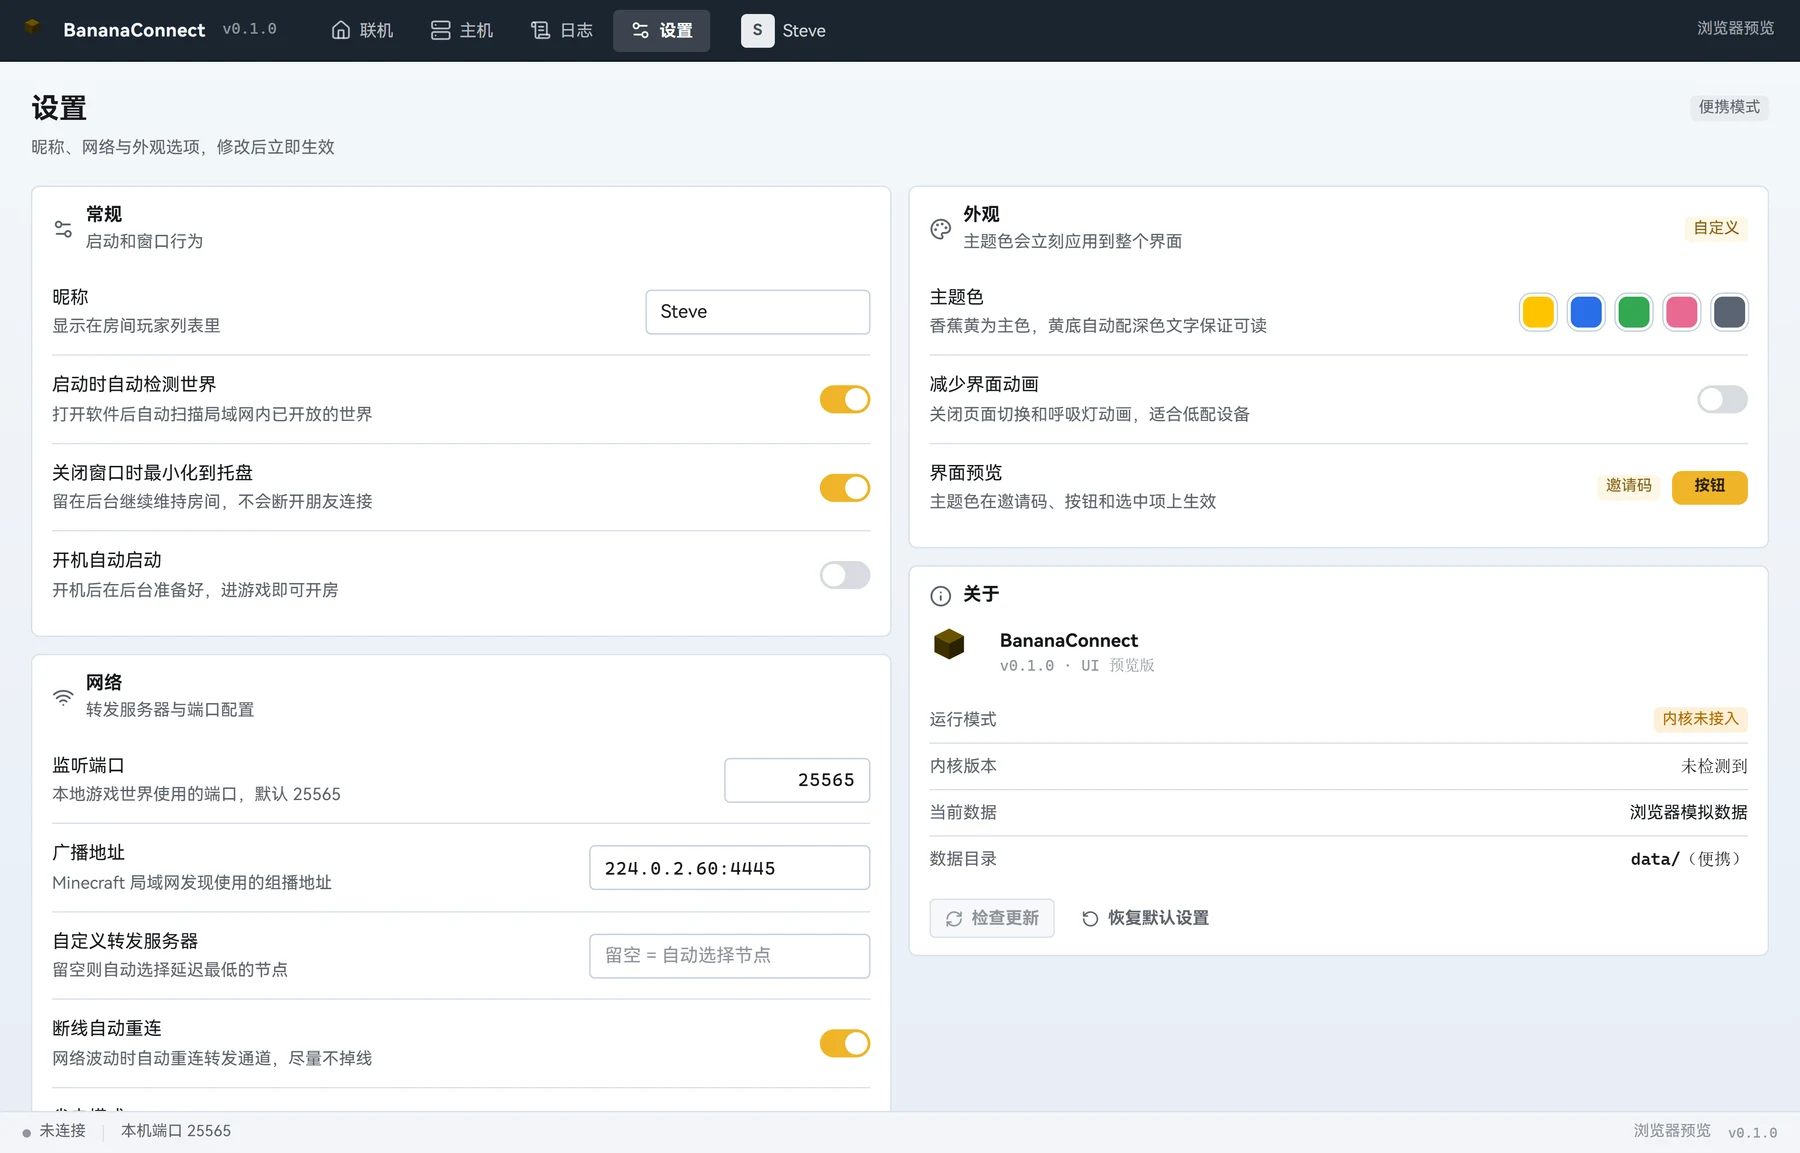 BananaConnect v0.1.0 联机 主机 日志 设置 S Steve 浏览器预览
设置 便携模式
昵称、网络与外观选项，修改后立即生效
常规
启动和窗口行为
昵称
显示在房间玩家列表里
Steve
启动时自动检测世界
打开软件后自动扫描局域网内已开放的世界
关闭窗口时最小化到托盘
留在后台继续维持房间，不会断开朋友连接
开机自动启动
开机后在后台准备好，进游戏即可开房
网络
转发服务器与端口配置
监听端口
本地游戏世界使用的端口，默认 25565
25565
广播地址
Minecraft 局域网发现使用的组播地址
224.0.2.60:4445
自定义转发服务器
留空则自动选择延迟最低的节点
留空 = 自动选择节点
断线自动重连
网络波动时自动重连转发通道，尽量不掉线
外观
主题色会立刻应用到整个界面
自定义
主题色
香蕉黄为主色，黄底自动配深色文字保证可读
减少界面动画
关闭页面切换和呼吸灯动画，适合低配设备
界面预览
主题色在邀请码、按钮和选中项上生效
邀请码 按钮
关于
BananaConnect
v0.1.0 · UI 预览版
运行模式 内核未接入
内核版本 未检测到
当前数据 浏览器模拟数据
数据目录 data/（便携）
检查更新 恢复默认设置
未连接 本机端口 25565 浏览器预览 v0.1.0